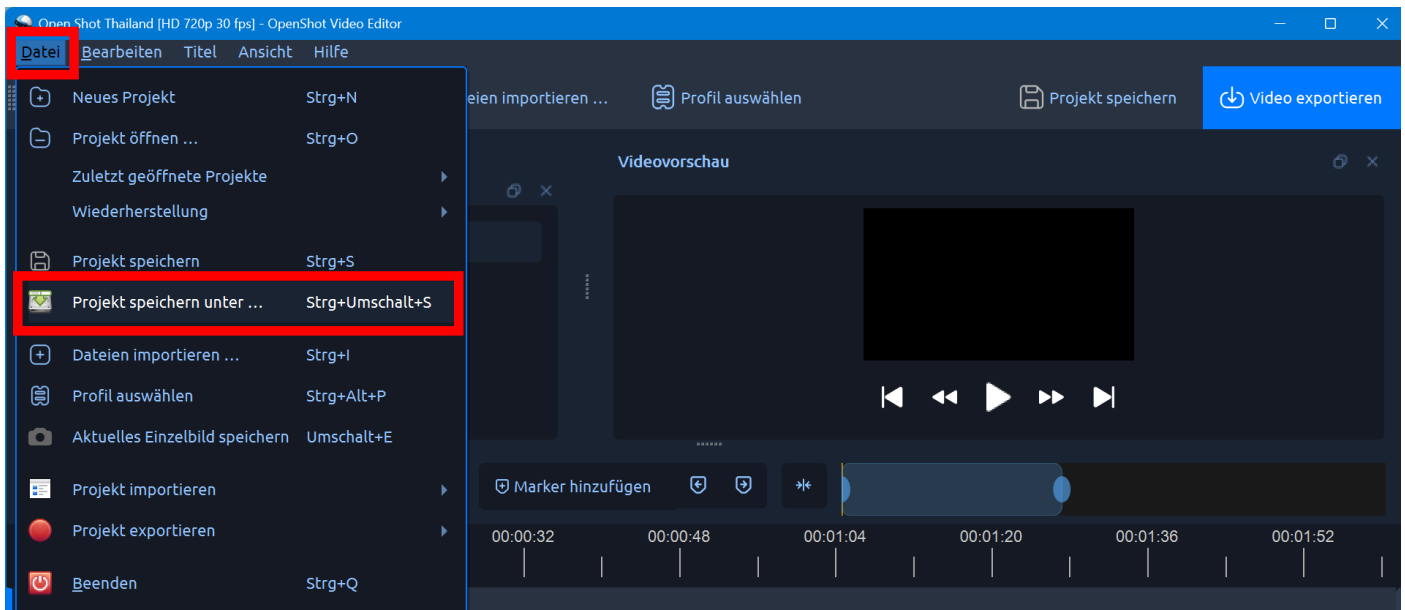 Open Shot Thailand [HD 720p 30 fps] - OpenShot Video Editor
Datei Bearbeiten Titel Ansicht Hilfe
Neues Projekt Strg+N
eien importieren ... Profil auswählen Projekt speichern Video exportieren
Projekt öffnen ... Strg+O
Zuletzt geöffnete Projekte
Wiederherstellung
Projekt speichern Strg+S
Projekt speichern unter ... Strg+Umschalt+S
Dateien importieren ... Strg+I
Profil auswählen Strg+Alt+P
Aktuelles Einzelbild speichern Umschalt+E
Projekt importieren
Projekt exportieren
Beenden Strg+Q
Videovorschau
Marker hinzufügen
00:00:32 00:00:48 00:01:04 00:01:20 00:01:36 00:01:52